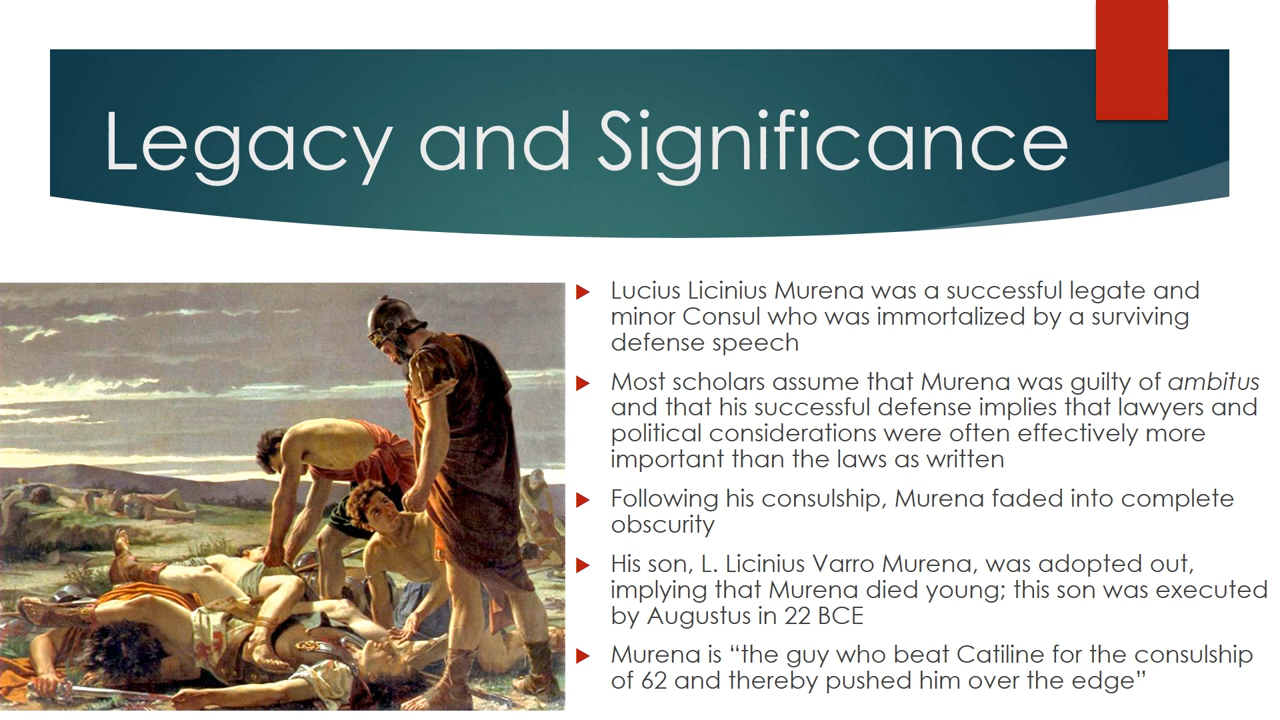 Legacy and Significance
Lucius Licinius Murena was a successful legate and
minor Consul who was immortalized by a surviving
defense speech
Most scholars assume that Murena was guilty of ambitus
and that his successful defense implies that lawyers and
political considerations were often effectively more
important than the laws as written
Following his consulship, Murena faded into complete
obscurity
His son, L. Licinius Varro Murena, was adopted out,
implying that Murena died young; this son was executed
by Augustus in 22 BCE
Murena is “the guy who beat Catiline for the consulship
of 62 and thereby pushed him over the edge”